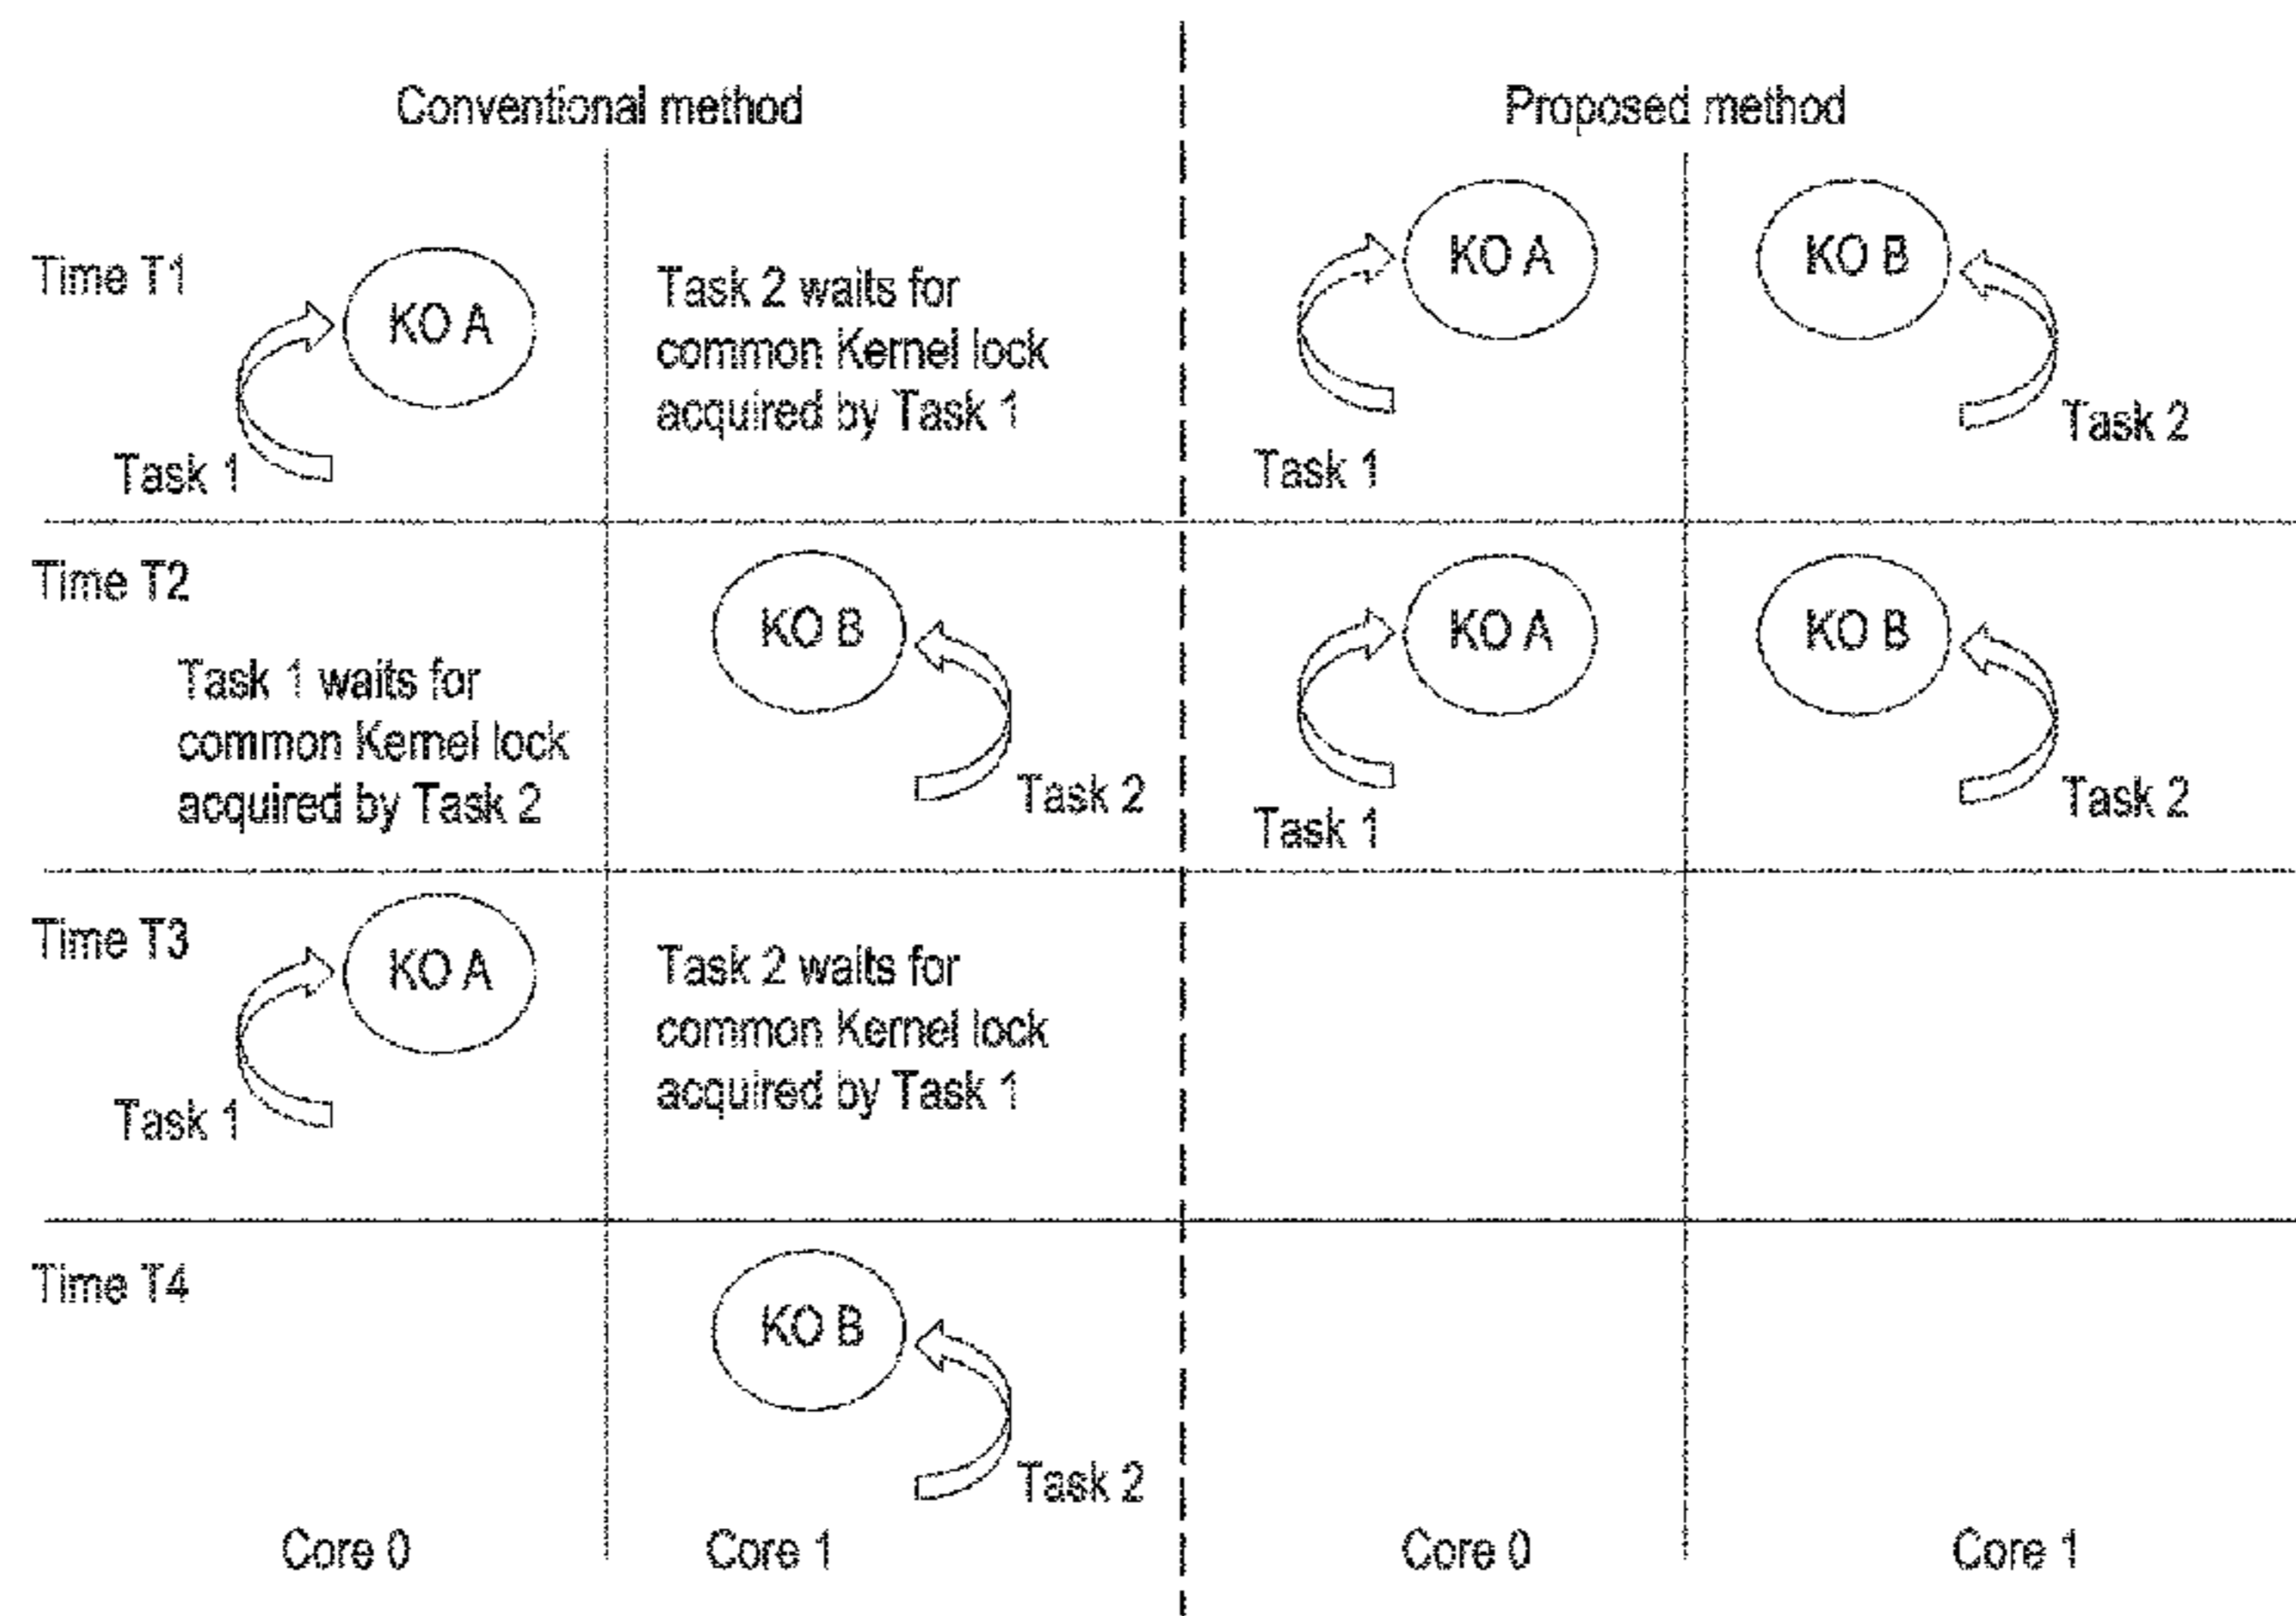 Conventional method
Proposed method
Time T1
KO A
Task 1
Task 2 waits for
common Kernel lock
acquired by Task 1
KO A
Task 1
KO B
Task 2
Time T2
Task 1 waits for
common Kernel lock
acquired by Task 2
KO B
Task 2
KO A
Task 1
KO B
Task 2
Time T3
KO A
Task 1
Task 2 waits for
common Kernel lock
acquired by Task 1
Time T4
KO B
Task 2
Core 0
Core 1
Core 0
Core 1